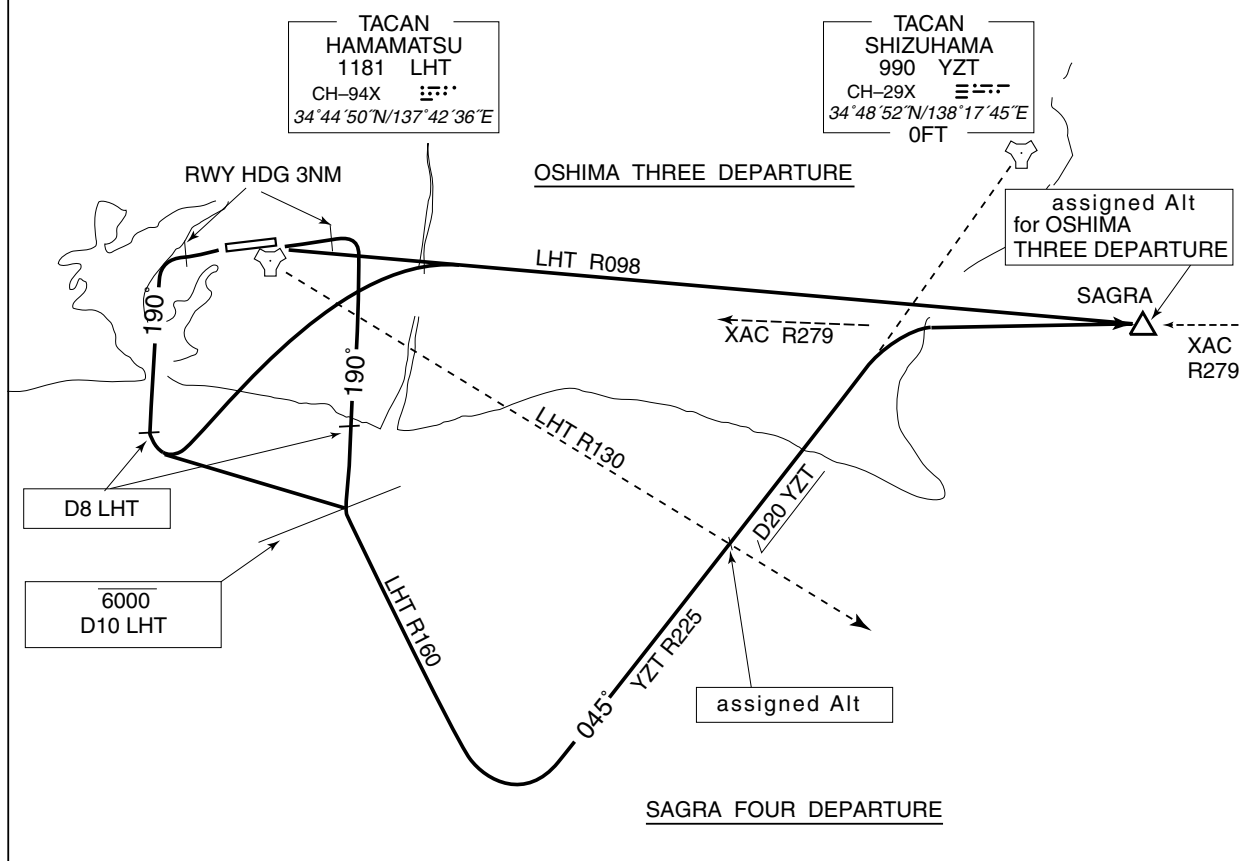 TACAN
HAMAMATSU
1181 LHT
CH–94X
34°44′50″N/137°42′36″E
TACAN
SHIZUHAMA
990 YZT
CH–29X
34°48′52″N/138°17′45″E
0FT
OSHIMA THREE DEPARTURE
RWY HDG 3NM
assigned Alt
for OSHIMA
THREE DEPARTURE
LHT R098
SAGRA
XAC R279
XAC
R279
190°
190°
LHT R130
D8 LHT
D20 YZT
6000
D10 LHT
LHT R160
YZT R225
045°
assigned Alt
SAGRA FOUR DEPARTURE